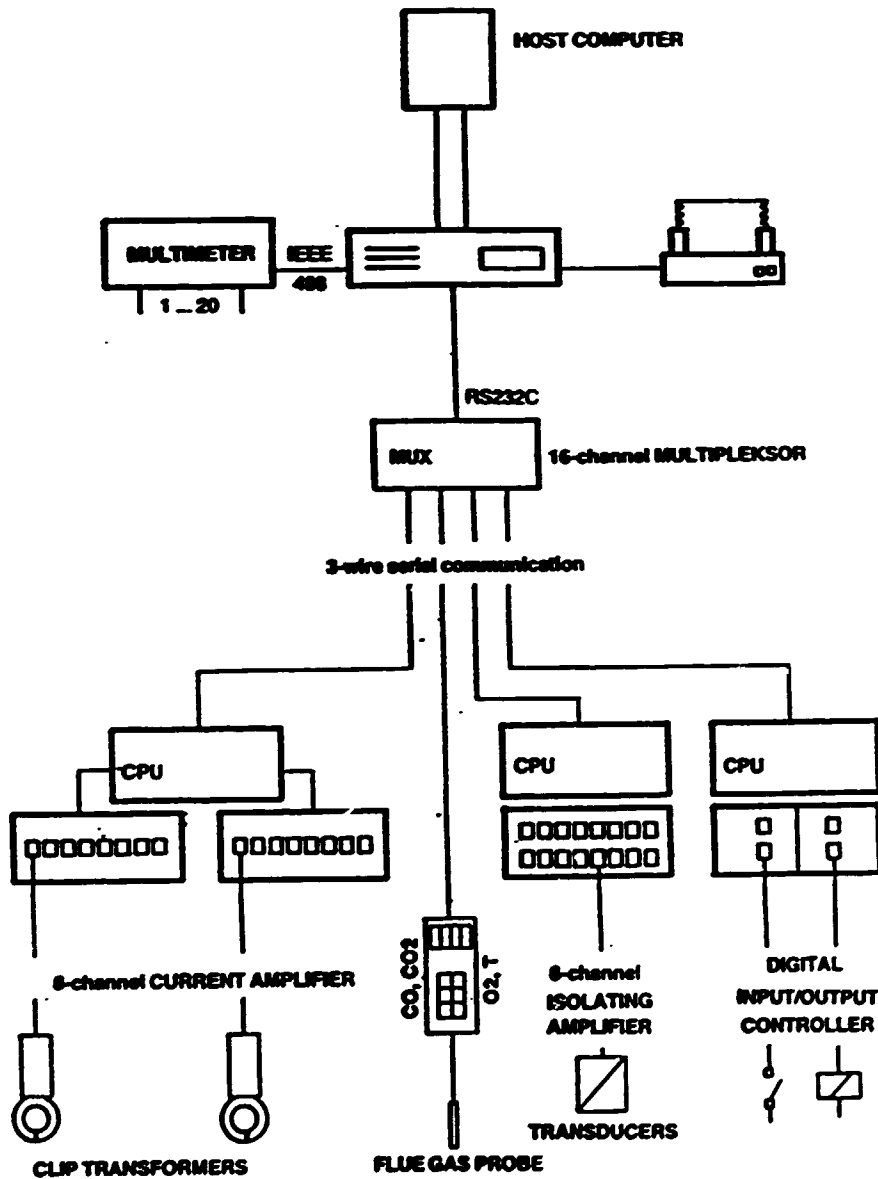 HOST COMPUTER
MULTIMETER
IEEE
488
1 ... 20
RS232C
MUX
16-channel MULTIPLEKSOR
3-wire serial communication
CPU
CPU
CPU
8-channel CURRENT AMPLIFIER
CO, CO2
O2, T
8-channel
ISOLATING
AMPLIFIER
DIGITAL
INPUT/OUTPUT
CONTROLLER
TRANSDUCERS
CLIP TRANSFORMERS
FLUE GAS PROBE